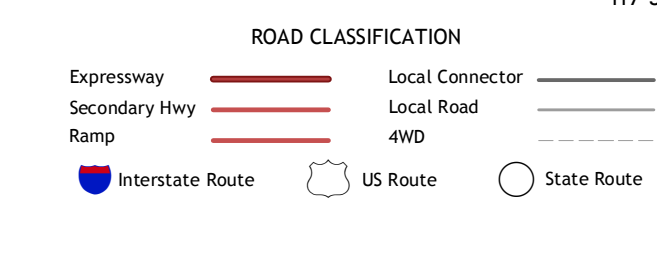 ROAD CLASSIFICATION
Expressway
Local Connector
Secondary Hwy
Local Road
Ramp
4WD
Interstate Route
US Route
State Route